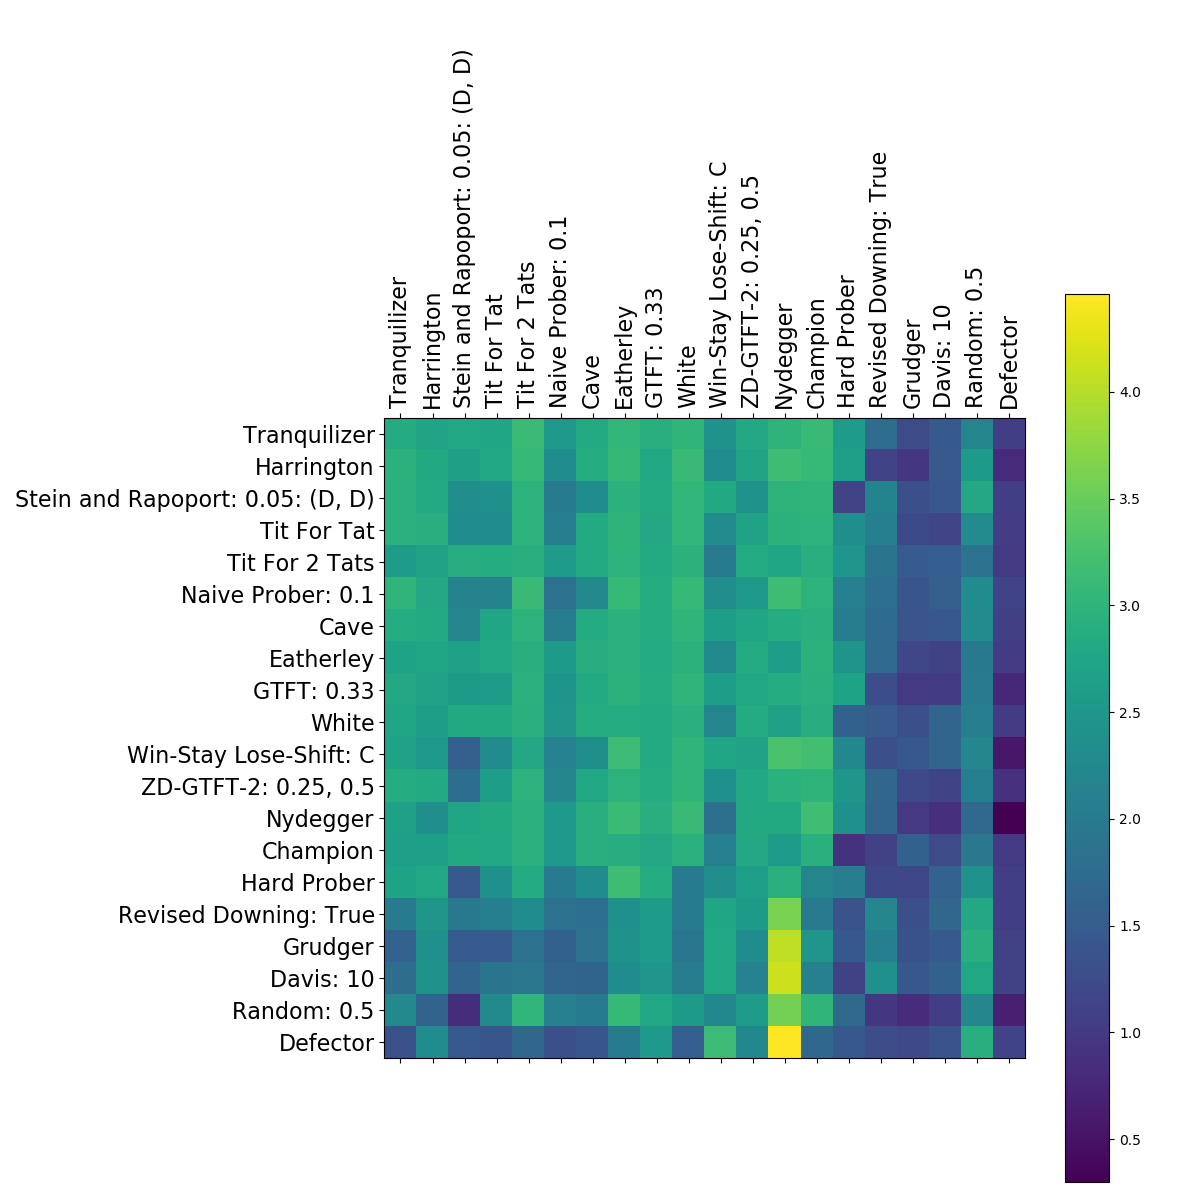 Tranquilizer
Harrington
Stein and Rapoport: 0.05: (D, D)
Tit For Tat
Tit For 2 Tats
Naive Prober: 0.1
Cave
Eatherley
GTFT: 0.33
White
Win-Stay Lose-Shift: C
ZD-GTFT-2: 0.25, 0.5
Nydegger
Champion
Hard Prober
Revised Downing: True
Grudger
Davis: 10
Random: 0.5
Defector
Tranquilizer
Harrington
Stein and Rapoport: 0.05: (D, D)
Tit For Tat
Tit For 2 Tats
Naive Prober: 0.1
Cave
Eatherley
GTFT: 0.33
White
Win-Stay Lose-Shift: C
ZD-GTFT-2: 0.25, 0.5
Nydegger
Champion
Hard Prober
Revised Downing: True
Grudger
Davis: 10
Random: 0.5
Defector
4.0
3.5
3.0
2.5
2.0
1.5
1.0
0.5